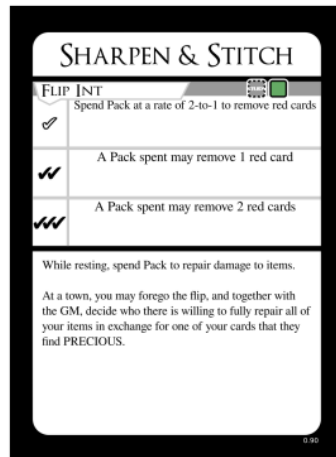 SHARPEN & STITCH
FLIP INT
Spend Pack at a rate of 2-to-1 to remove red cards
A Pack spent may remove 1 red card
A Pack spent may remove 2 red cards
While resting, spend Pack to repair damage to items.
At a town, you may forego the flip, and together with
the GM, decide who there is willing to fully repair all of
your items in exchange for one of your cards that they
find PRECIOUS.
0.90